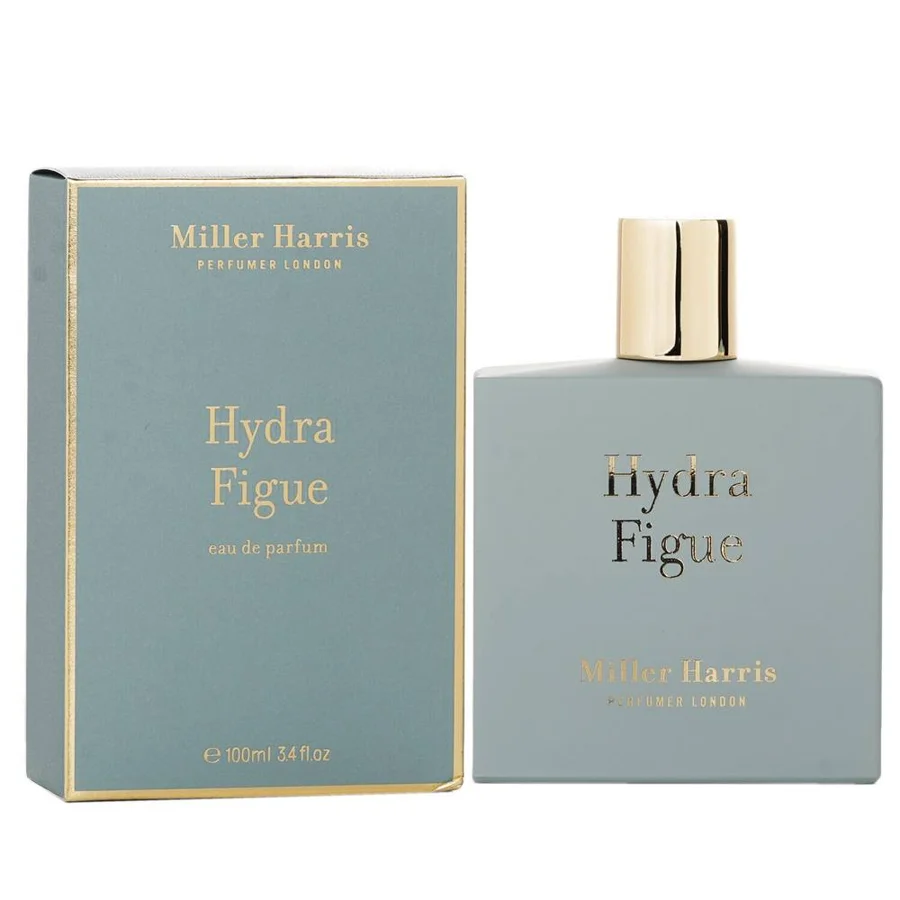 Miller Harris
PERFUMER LONDON
Hydra
Figue
eau de parfum
℮ 100ml 3.4 fl.oz
Hydra
Figue
Miller Harris
PERFUMER LONDON